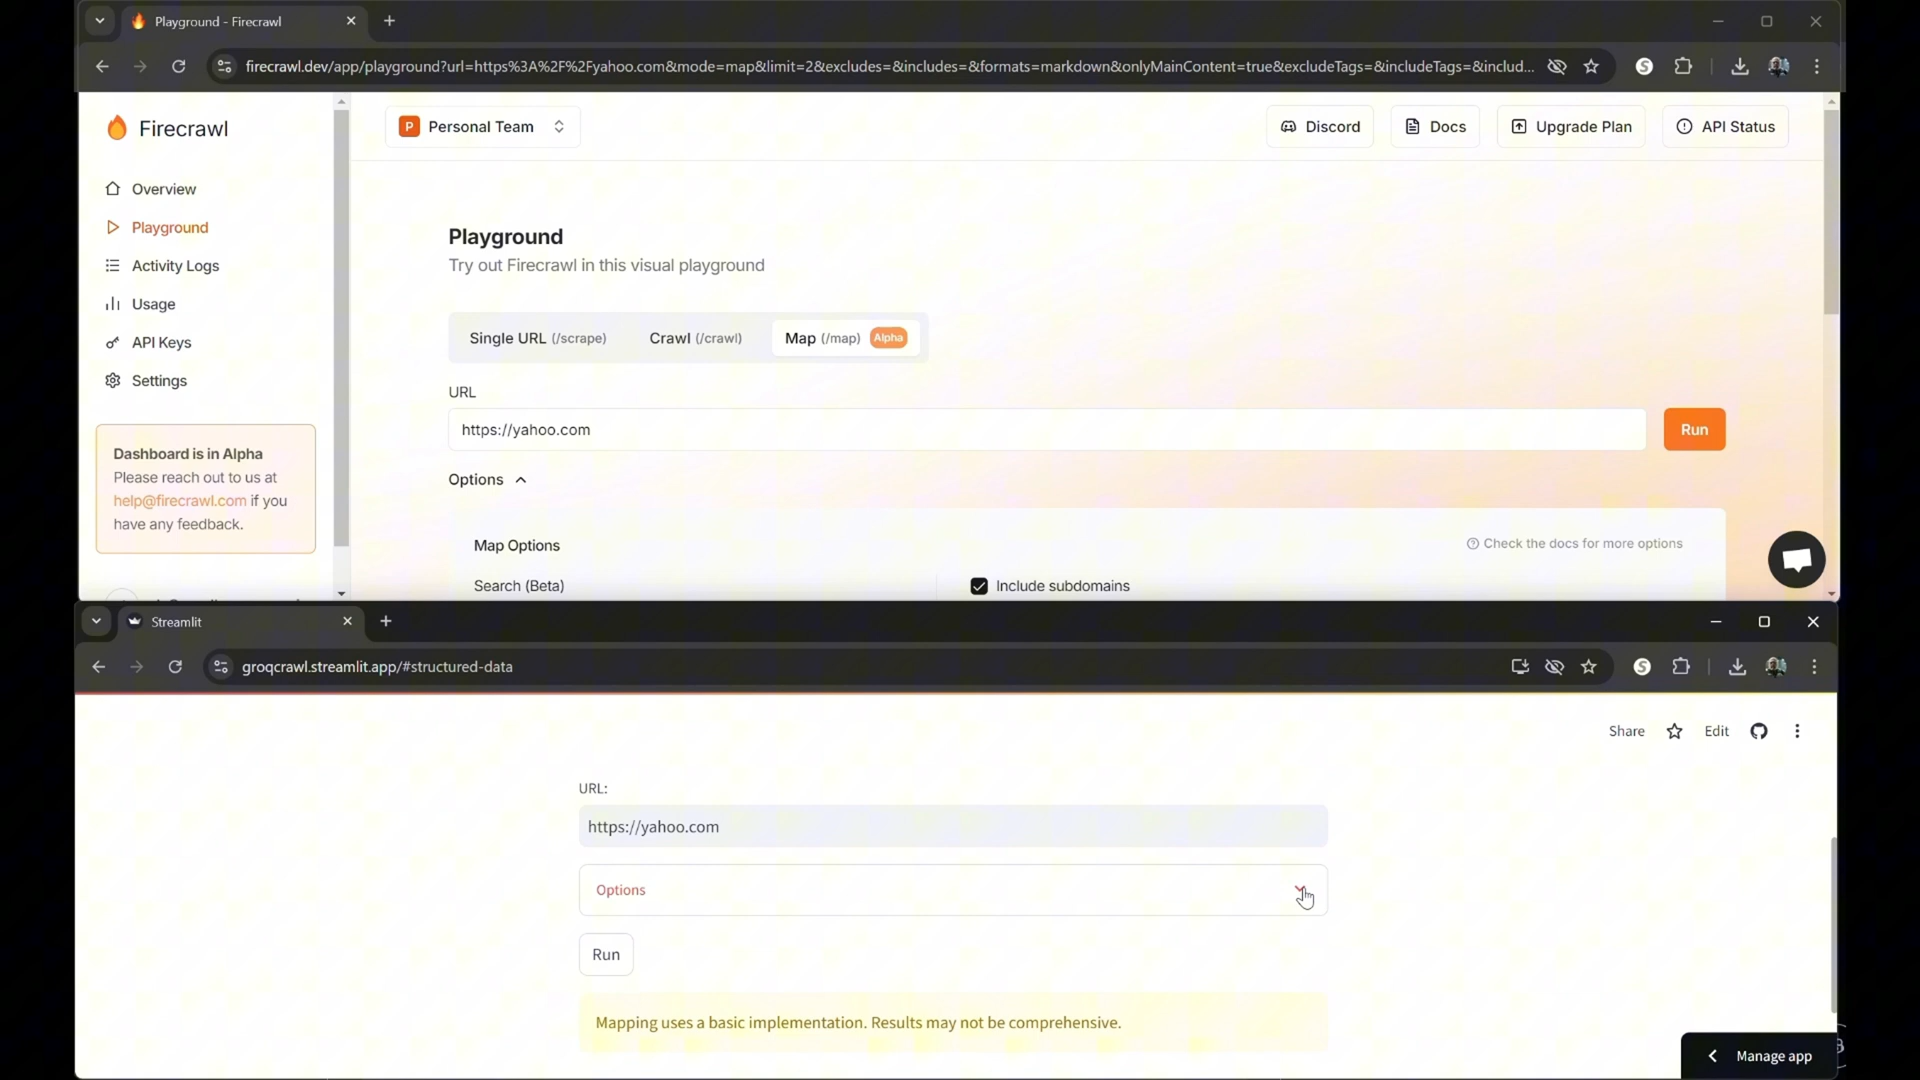 Playground - Firecrawl
firecrawl.dev/app/playground?url=https%3A%2F%2Fyahoo.com&mode=map&limit=2&excludes=&includes=&formats=markdown&onlyMainContent=true&excludeTags=&includeTags=&includ...
Firecrawl
P Personal Team
Discord
Docs
Upgrade Plan
API Status
Overview
Playground
Activity Logs
Usage
API Keys
Settings
Dashboard is in Alpha
Please reach out to us at
help@firecrawl.com if you
have any feedback.
Playground
Try out Firecrawl in this visual playground
Single URL (/scrape)
Crawl (/crawl)
Map (/map) Alpha
URL
https://yahoo.com
Run
Options
Map Options
Check the docs for more options
Search (Beta)
Include subdomains
Streamlit
groqcrawl.streamlit.app/#structured-data
Share
Edit
URL:
https://yahoo.com
Options
Run
Mapping uses a basic implementation. Results may not be comprehensive.
Manage app